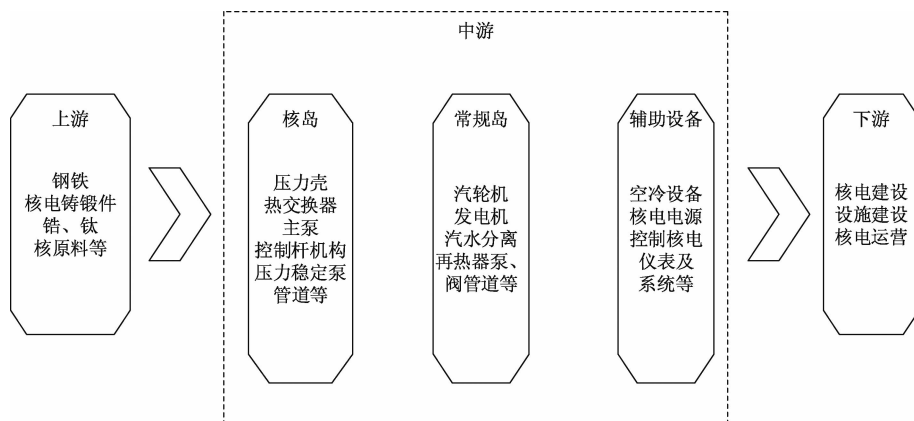 中游
上游
钢铁
核电铸锻件
锆、钛
核原料等
核岛
压力壳
热交换器
主泵
控制杆机构
压力稳定泵
管道等
常规岛
汽轮机
发电机
汽水分离
再热器泵、
阀管道等
辅助设备
空冷设备
核电电源
控制核电
仪表及
系统等
下游
核电建设
设施建设
核电运营